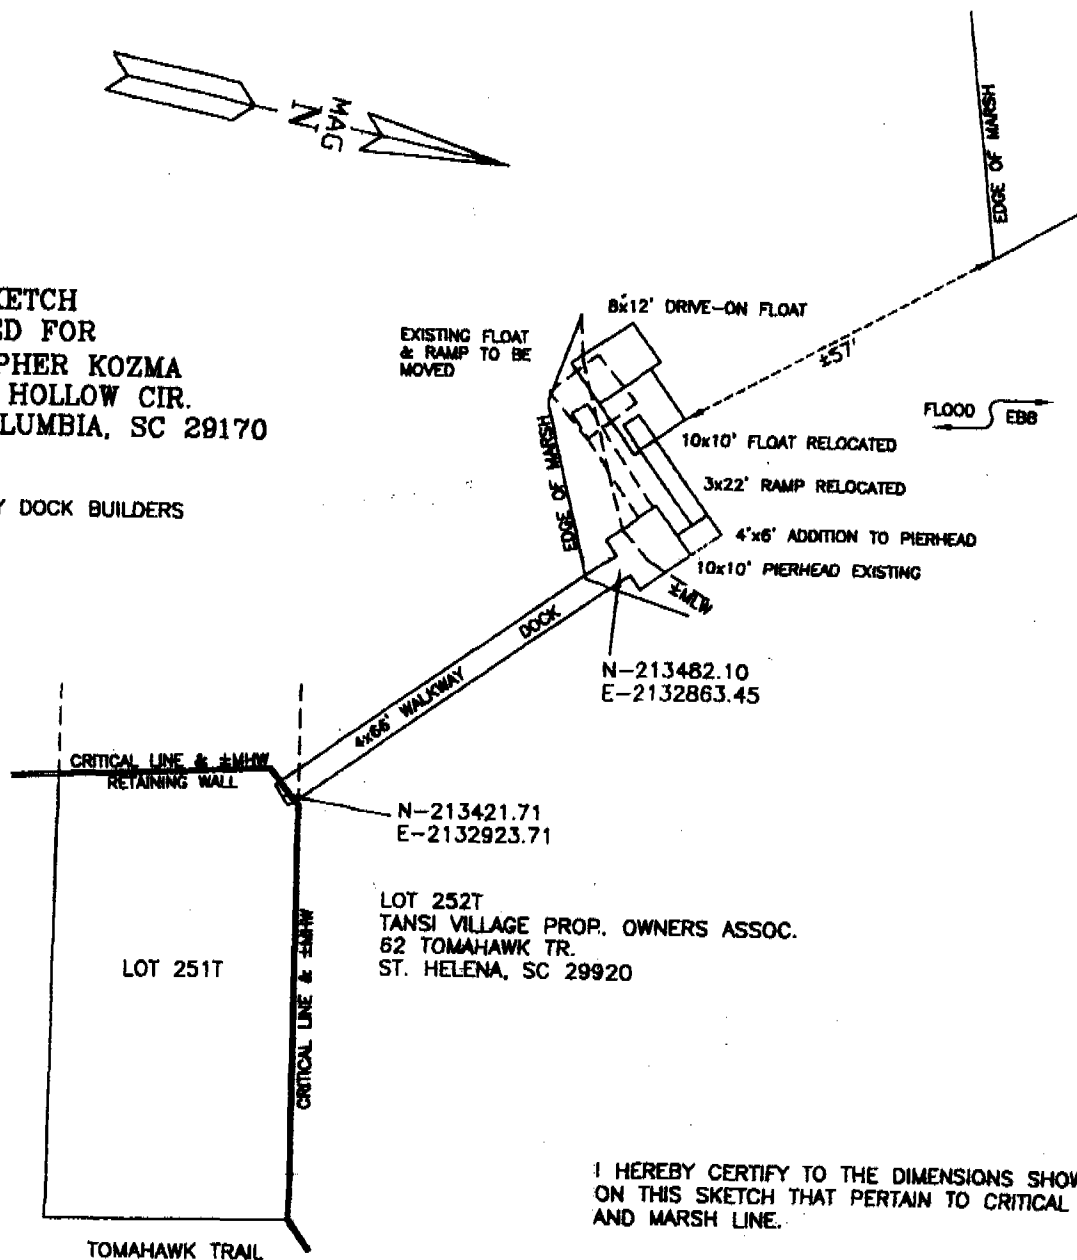 MAG
N
EDGE OF MARSH
KETCH
ED FOR
PHER KOZMA
HOLLOW CIR.
LUMBIA, SC 29170
Y DOCK BUILDERS
8x12' DRIVE-ON FLOAT
EXISTING FLOAT
& RAMP TO BE
MOVED
±57'
FLOOD
EBB
EDGE OF MARSH
10x10' FLOAT RELOCATED
3x22' RAMP RELOCATED
4'x6' ADDITION TO PIERHEAD
10x10' PIERHEAD EXISTING
±MLW
DOCK
4x66' WALKWAY
N-213482.10
E-2132863.45
CRITICAL LINE & ±MHW
RETAINING WALL
N-213421.71
E-2132923.71
LOT 252T
TANSI VILLAGE PROP. OWNERS ASSOC.
62 TOMAHAWK TR.
ST. HELENA, SC 29920
LOT 251T
CRITICAL LINE & ±MHW
TOMAHAWK TRAIL
I HEREBY CERTIFY TO THE DIMENSIONS SHOW
ON THIS SKETCH THAT PERTAIN TO CRITICAL
AND MARSH LINE.